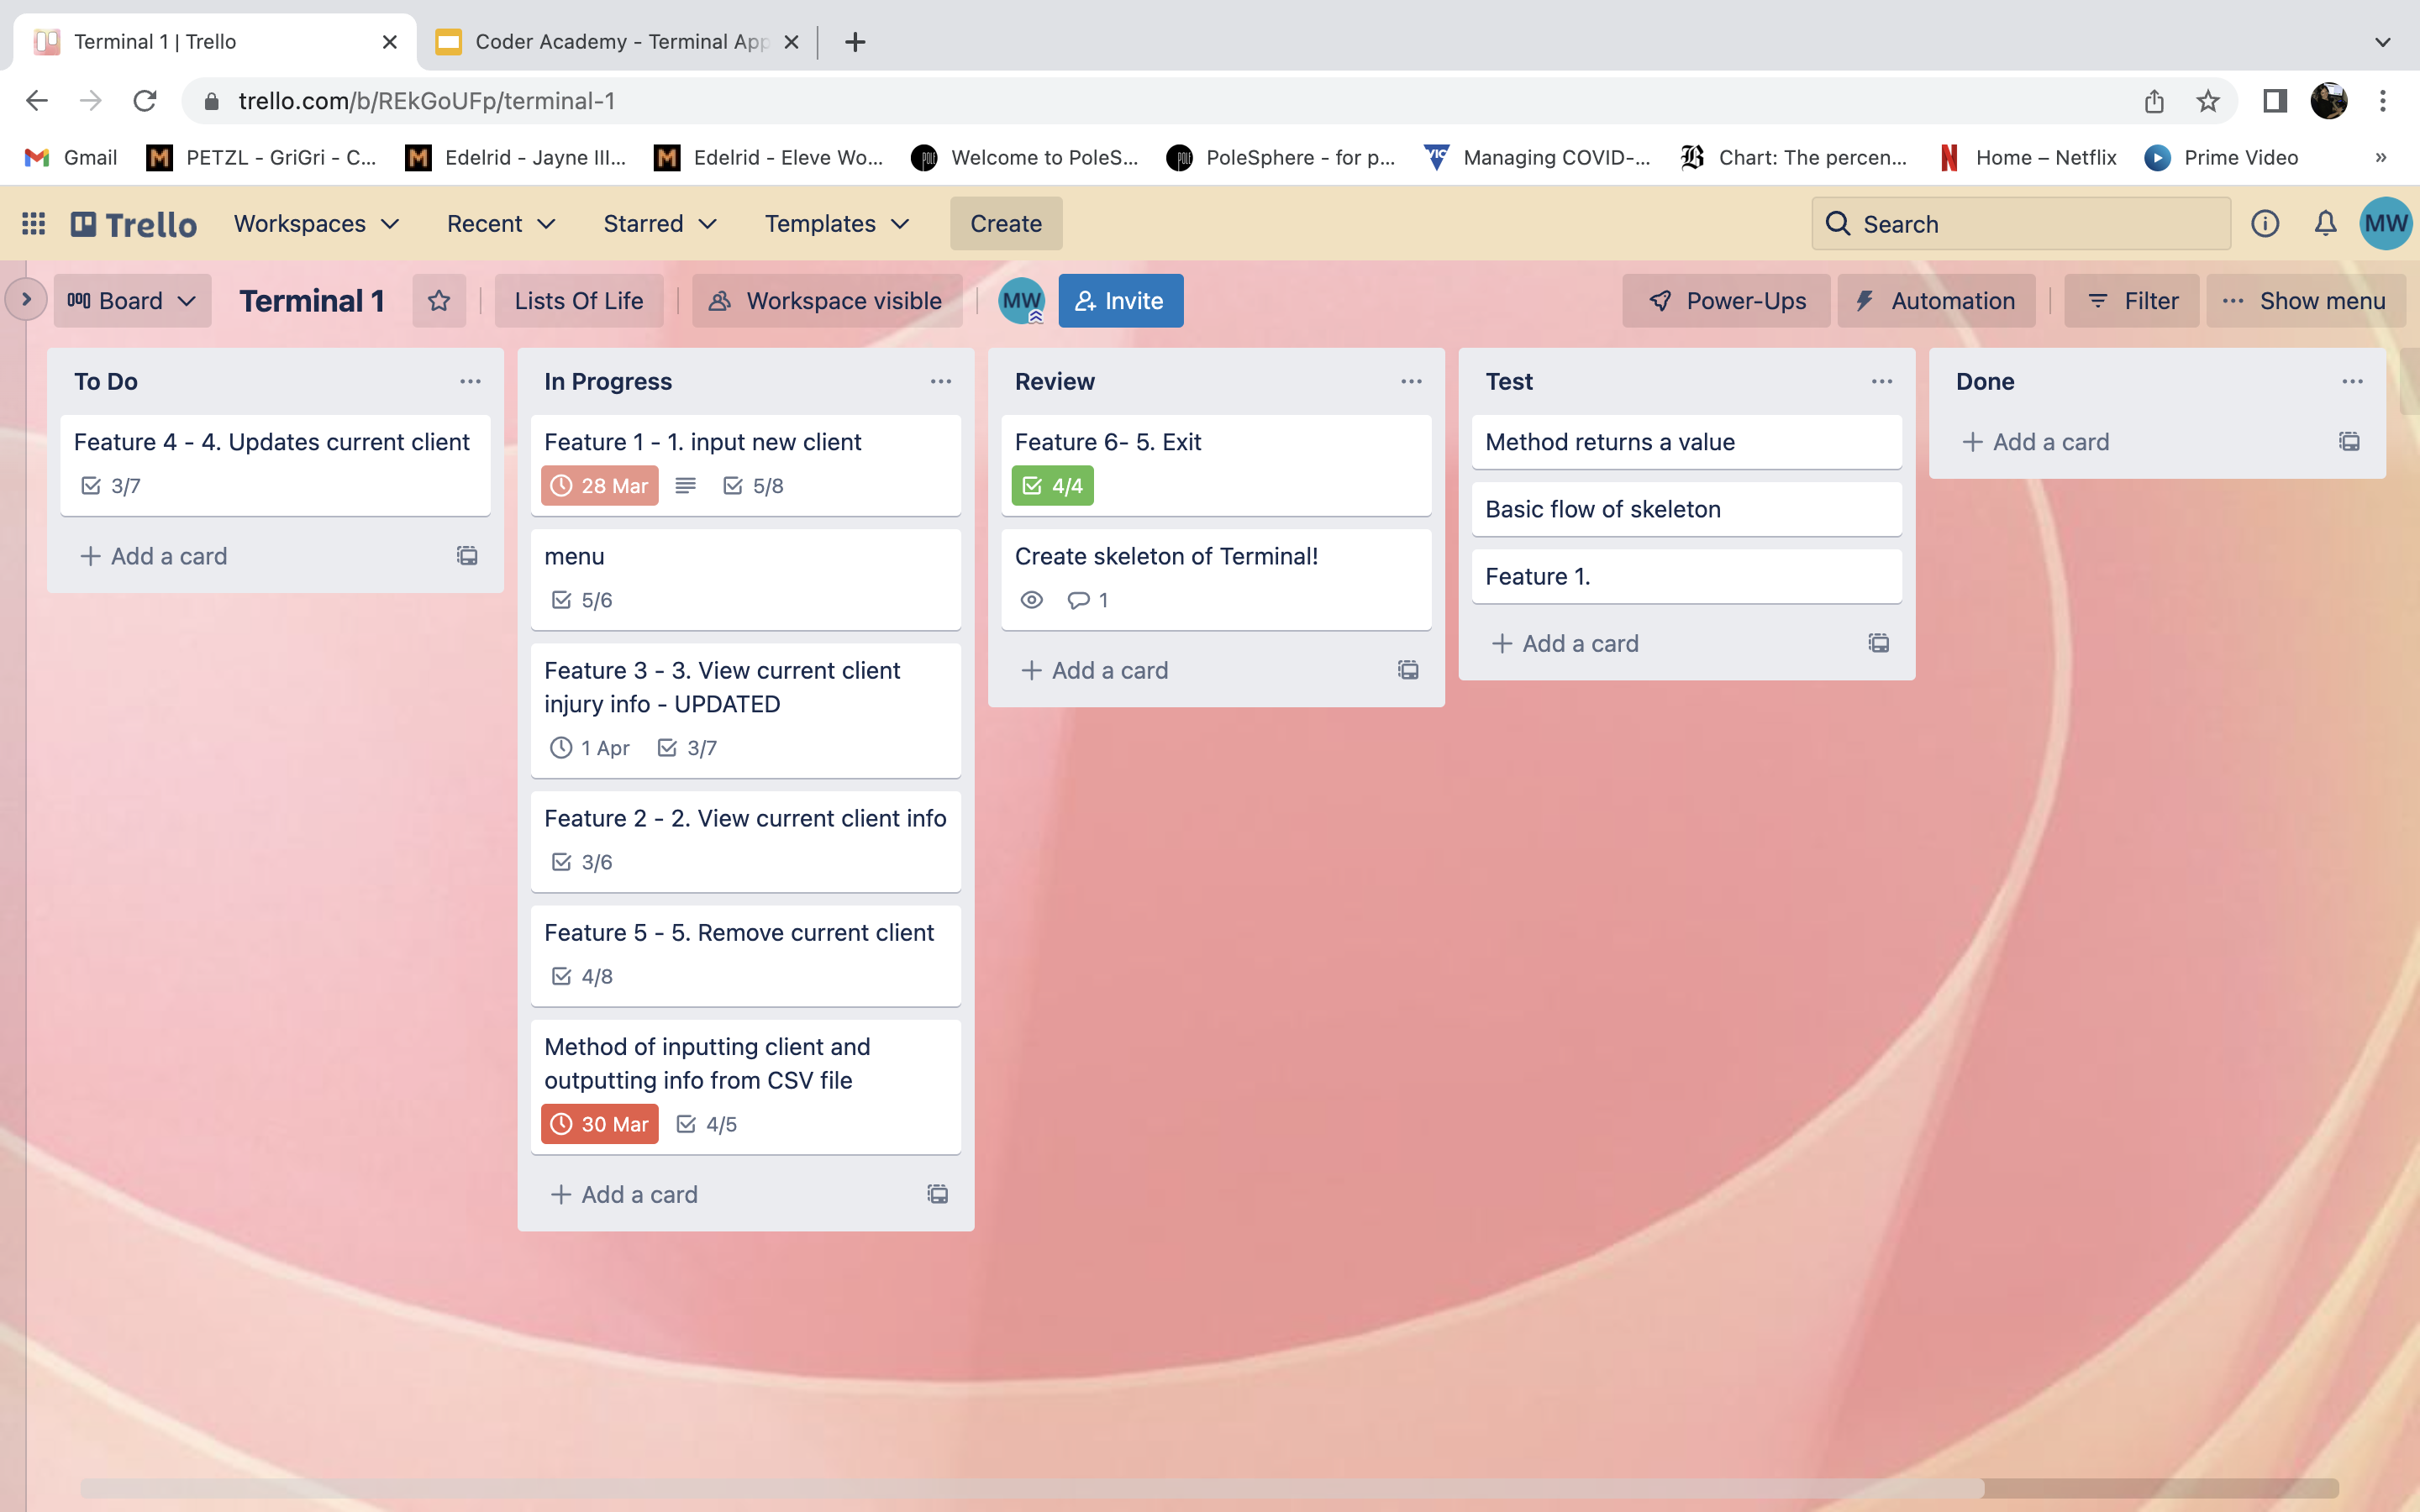 Terminal 1 | Trello
Coder Academy - Terminal App
trello.com/b/REkGoUFp/terminal-1
Gmail
PETZL - GriGri - C...
Edelrid - Jayne III...
Edelrid - Eleve Wo...
Welcome to PoleS...
PoleSphere - for p...
Managing COVID-...
Chart: The percen...
Home – Netflix
Prime Video
Trello
Workspaces
Recent
Starred
Templates
Create
Search
MW
Board
Terminal 1
Lists Of Life
Workspace visible
MW
Invite
Power-Ups
Automation
Filter
Show menu
To Do
Feature 4 - 4. Updates current client
3/7
Add a card
In Progress
Feature 1 - 1. input new client
28 Mar
5/8
menu
5/6
Feature 3 - 3. View current client
injury info - UPDATED
1 Apr
3/7
Feature 2 - 2. View current client info
3/6
Feature 5 - 5. Remove current client
4/8
Method of inputting client and
outputting info from CSV file
30 Mar
4/5
Add a card
Review
Feature 6- 5. Exit
4/4
Create skeleton of Terminal!
1
Add a card
Test
Method returns a value
Basic flow of skeleton
Feature 1.
Add a card
Done
Add a card